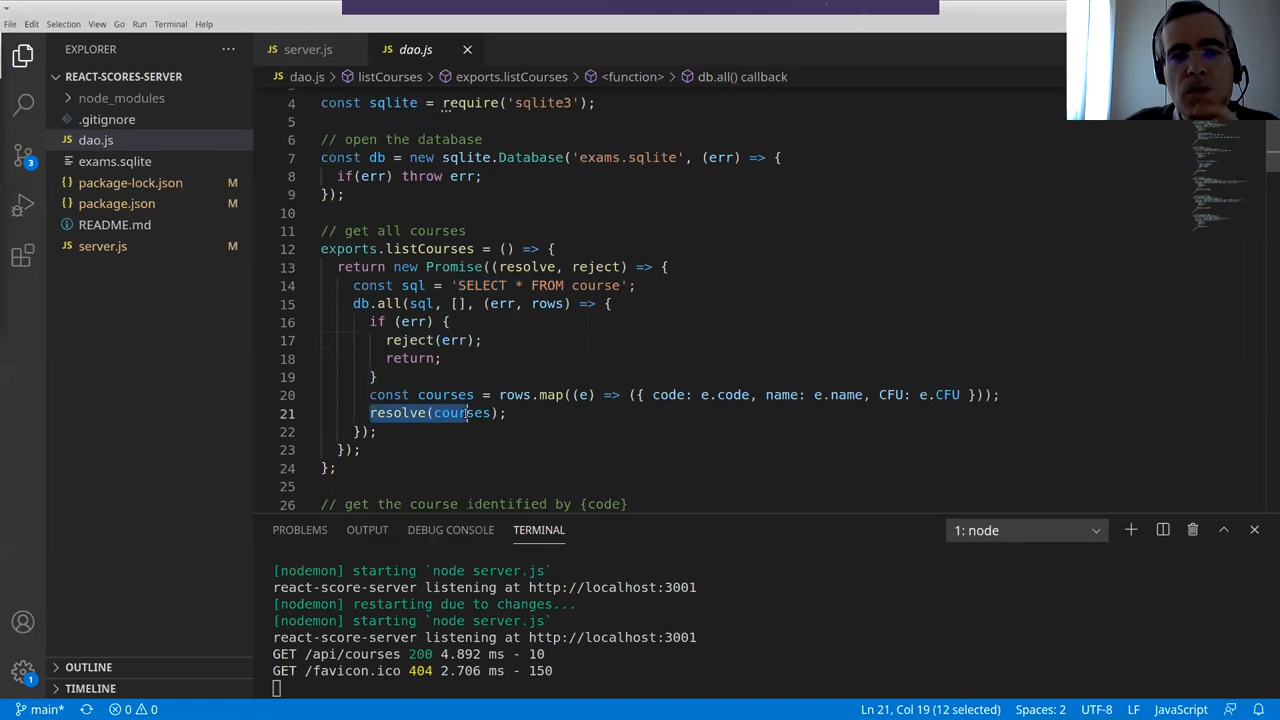 File Edit Selection View Go Run Terminal Help
EXPLORER
JS server.js
JS dao.js
REACT-SCORES-SERVER
JS dao.js > listCourses > exports.listCourses > <function> > db.all() callback
node_modules
.gitignore
JS dao.js
exams.sqlite
{} package-lock.json M
{} package.json M
README.md
JS server.js M
3
4 const sqlite = require('sqlite3');
5
6 // open the database
7 const db = new sqlite.Database('exams.sqlite', (err) => {
8 if(err) throw err;
9 });
10
11 // get all courses
12 exports.listCourses = () => {
13 return new Promise((resolve, reject) => {
14 const sql = 'SELECT * FROM course';
15 db.all(sql, [], (err, rows) => {
16 if (err) {
17 reject(err);
18 return;
19 }
20 const courses = rows.map((e) => ({ code: e.code, name: e.name, CFU: e.CFU }));
21 resolve(courses);
22 });
23 });
24 };
25
26 // get the course identified by {code}
PROBLEMS OUTPUT DEBUG CONSOLE TERMINAL
1: node
[nodemon] starting `node server.js`
react-score-server listening at http://localhost:3001
[nodemon] restarting due to changes...
[nodemon] starting `node server.js`
react-score-server listening at http://localhost:3001
GET /api/courses 200 4.892 ms - 10
GET /favicon.ico 404 2.706 ms - 150
OUTLINE
TIMELINE
1
main* 0 0 Ln 21, Col 19 (12 selected) Spaces: 2 UTF-8 LF JavaScript